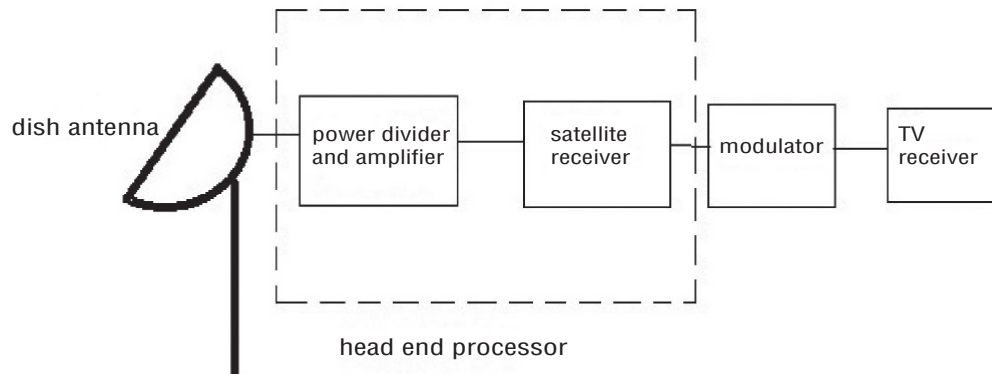 dish antenna
power divider
and amplifier
satellite
receiver
modulator
TV
receiver
head end processor